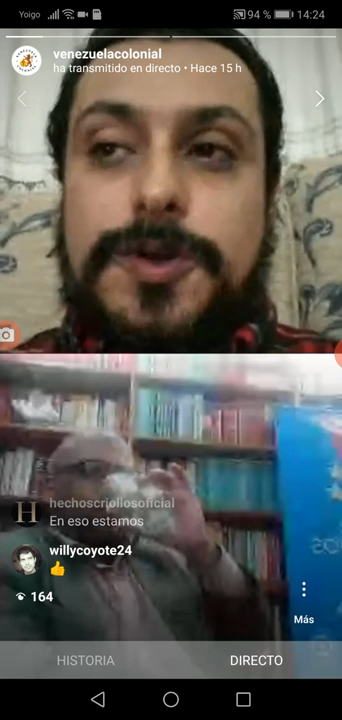 Yoigo
94 %
14:24
venezuelacolonial
ha transmitido en directo • Hace 15 h
hechoscriollosoficial
H
En eso estamos
willycoyote24
164
Más
HISTORIA
DIRECTO